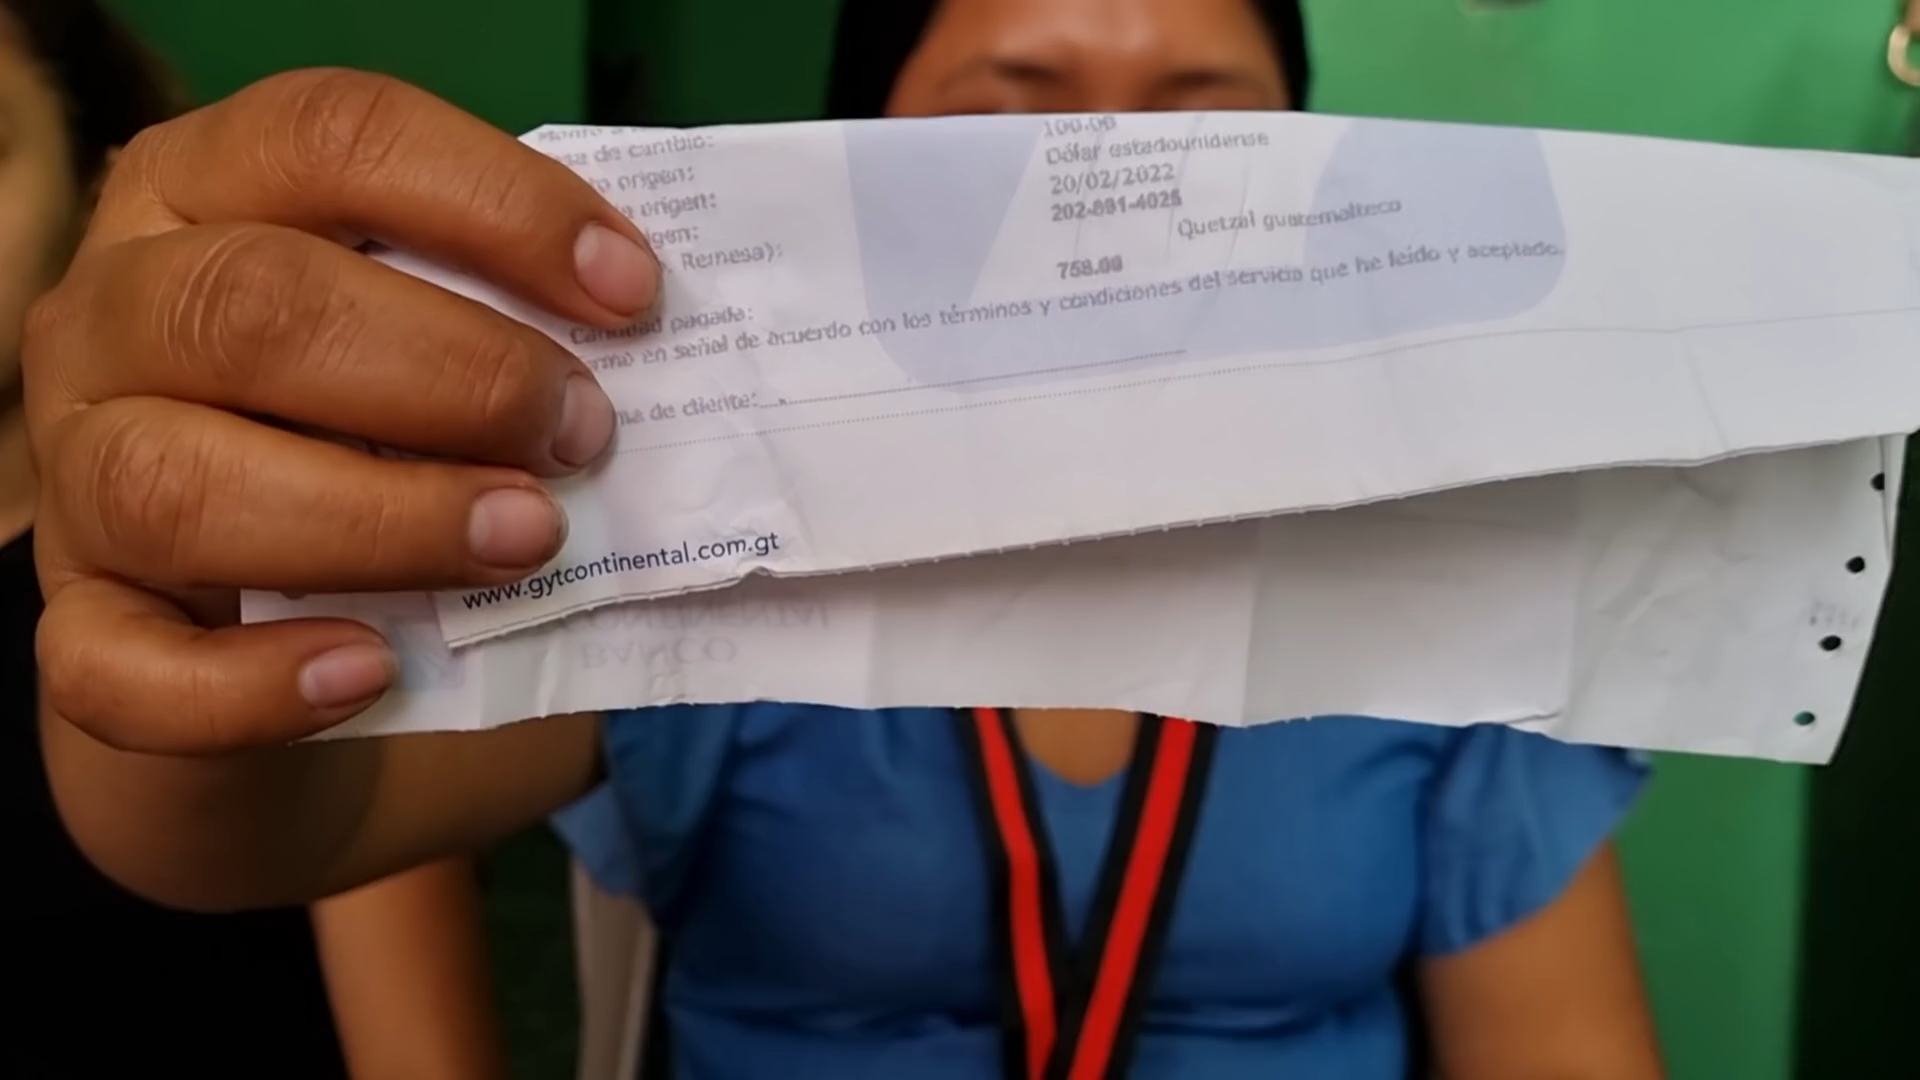 100.00
de cambio:
Dólar estadounidense
origen:
20/02/2022
origen:
202-891-4025
Quetzal guatemalteco
Remesa):
758.00
Cantidad pagada:
en señal de acuerdo con los términos y condiciones del servicio que he leído y aceptado.
de cliente:
www.gytcontinental.com.gt
CONTINENTAL
BANCO